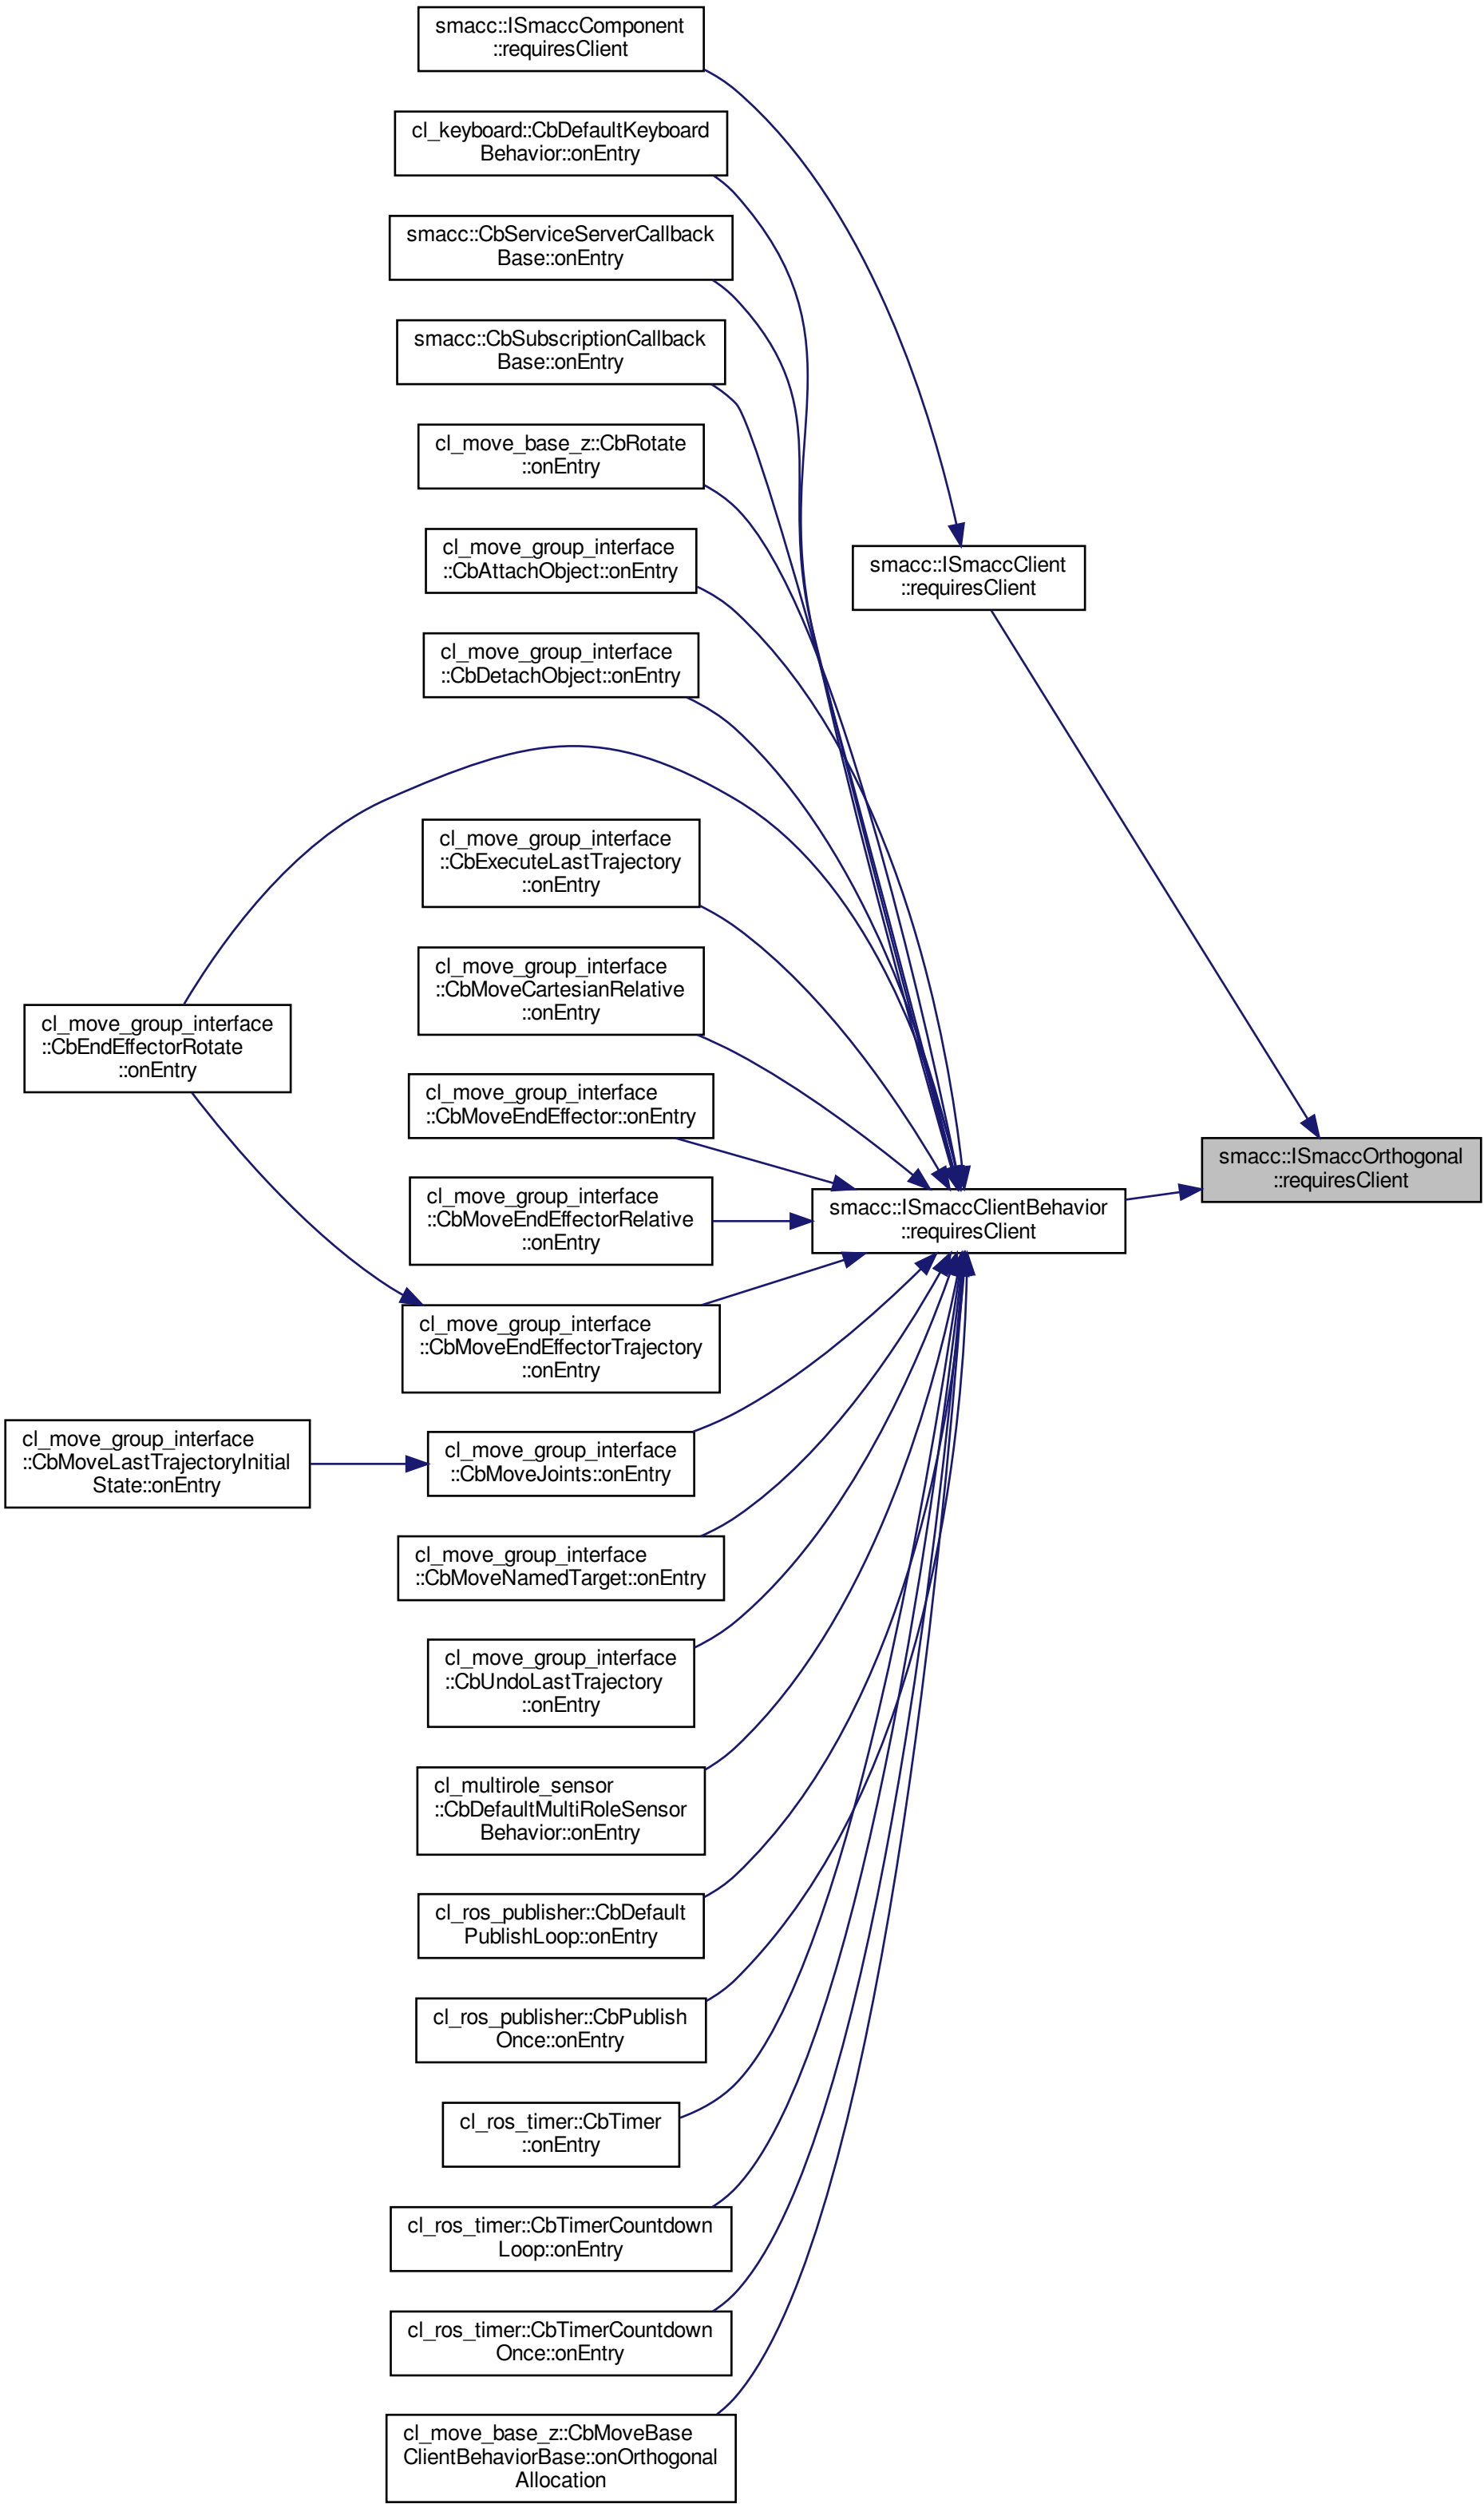 smacc::ISmaccComponent
::requiresClient
cl_keyboard::CbDefaultKeyboard
Behavior::onEntry
smacc::CbServiceServerCallback
Base::onEntry
smacc::CbSubscriptionCallback
Base::onEntry
cl_move_base_z::CbRotate
::onEntry
cl_move_group_interface
::CbAttachObject::onEntry
smacc::ISmaccClient
::requiresClient
cl_move_group_interface
::CbDetachObject::onEntry
cl_move_group_interface
::CbExecuteLastTrajectory
::onEntry
cl_move_group_interface
::CbMoveCartesianRelative
::onEntry
cl_move_group_interface
::CbEndEffectorRotate
::onEntry
cl_move_group_interface
::CbMoveEndEffector::onEntry
smacc::ISmaccOrthogonal
::requiresClient
cl_move_group_interface
::CbMoveEndEffectorRelative
::onEntry
smacc::ISmaccClientBehavior
::requiresClient
cl_move_group_interface
::CbMoveEndEffectorTrajectory
::onEntry
cl_move_group_interface
::CbMoveLastTrajectoryInitial
State::onEntry
cl_move_group_interface
::CbMoveJoints::onEntry
cl_move_group_interface
::CbMoveNamedTarget::onEntry
cl_move_group_interface
::CbUndoLastTrajectory
::onEntry
cl_multirole_sensor
::CbDefaultMultiRoleSensor
Behavior::onEntry
cl_ros_publisher::CbDefault
PublishLoop::onEntry
cl_ros_publisher::CbPublish
Once::onEntry
cl_ros_timer::CbTimer
::onEntry
cl_ros_timer::CbTimerCountdown
Loop::onEntry
cl_ros_timer::CbTimerCountdown
Once::onEntry
cl_move_base_z::CbMoveBase
ClientBehaviorBase::onOrthogonal
Allocation